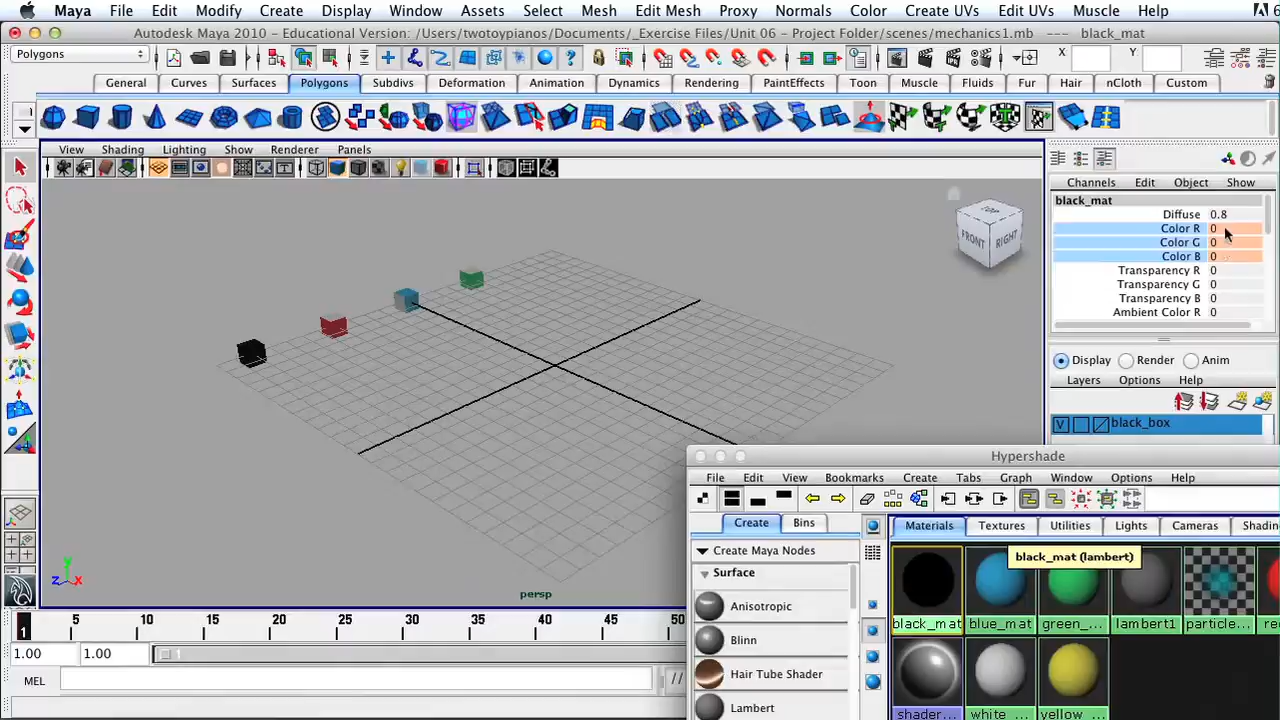 Maya File Edit Modify Create Display Window Assets Select Mesh Edit Mesh Proxy Normals Color Create UVs Edit UVs Muscle Help 6
Autodesk Maya 2010 - Educational Version: /Users/twotoypianos/Documents/_Exercise Files/Unit 06 - Project Folder/scenes/mechanics1.mb --- black_mat
Polygons X: Y:
General Curves Surfaces Polygons Subdivs Deformation Animation Dynamics Rendering PaintEffects Toon Muscle Fluids Fur Hair nCloth Custom
View Shading Lighting Show Renderer Panels
Channels Edit Object Show
black_mat
Diffuse 0.8
Color R 0
Color G 0
Color B 0
Transparency R 0
Transparency G 0
Transparency B 0
Ambient Color R 0
TOP
FRONT RIGHT
Display Render Anim
Layers Options Help
V black_box
y
z x
persp
Hypershade
File Edit View Bookmarks Create Tabs Graph Window Options Help
Create Bins
Materials Textures Utilities Lights Cameras Shadin
Create Maya Nodes
Surface
Anisotropic
Blinn
Hair Tube Shader
Lambert
black_mat (lambert)
black_mat blue_mat green_... lambert1 particle... re
shader... white_... yellow_...
1 5 10 15 20 25 30 35 40 45 50
1.00 1.00 1
MEL //